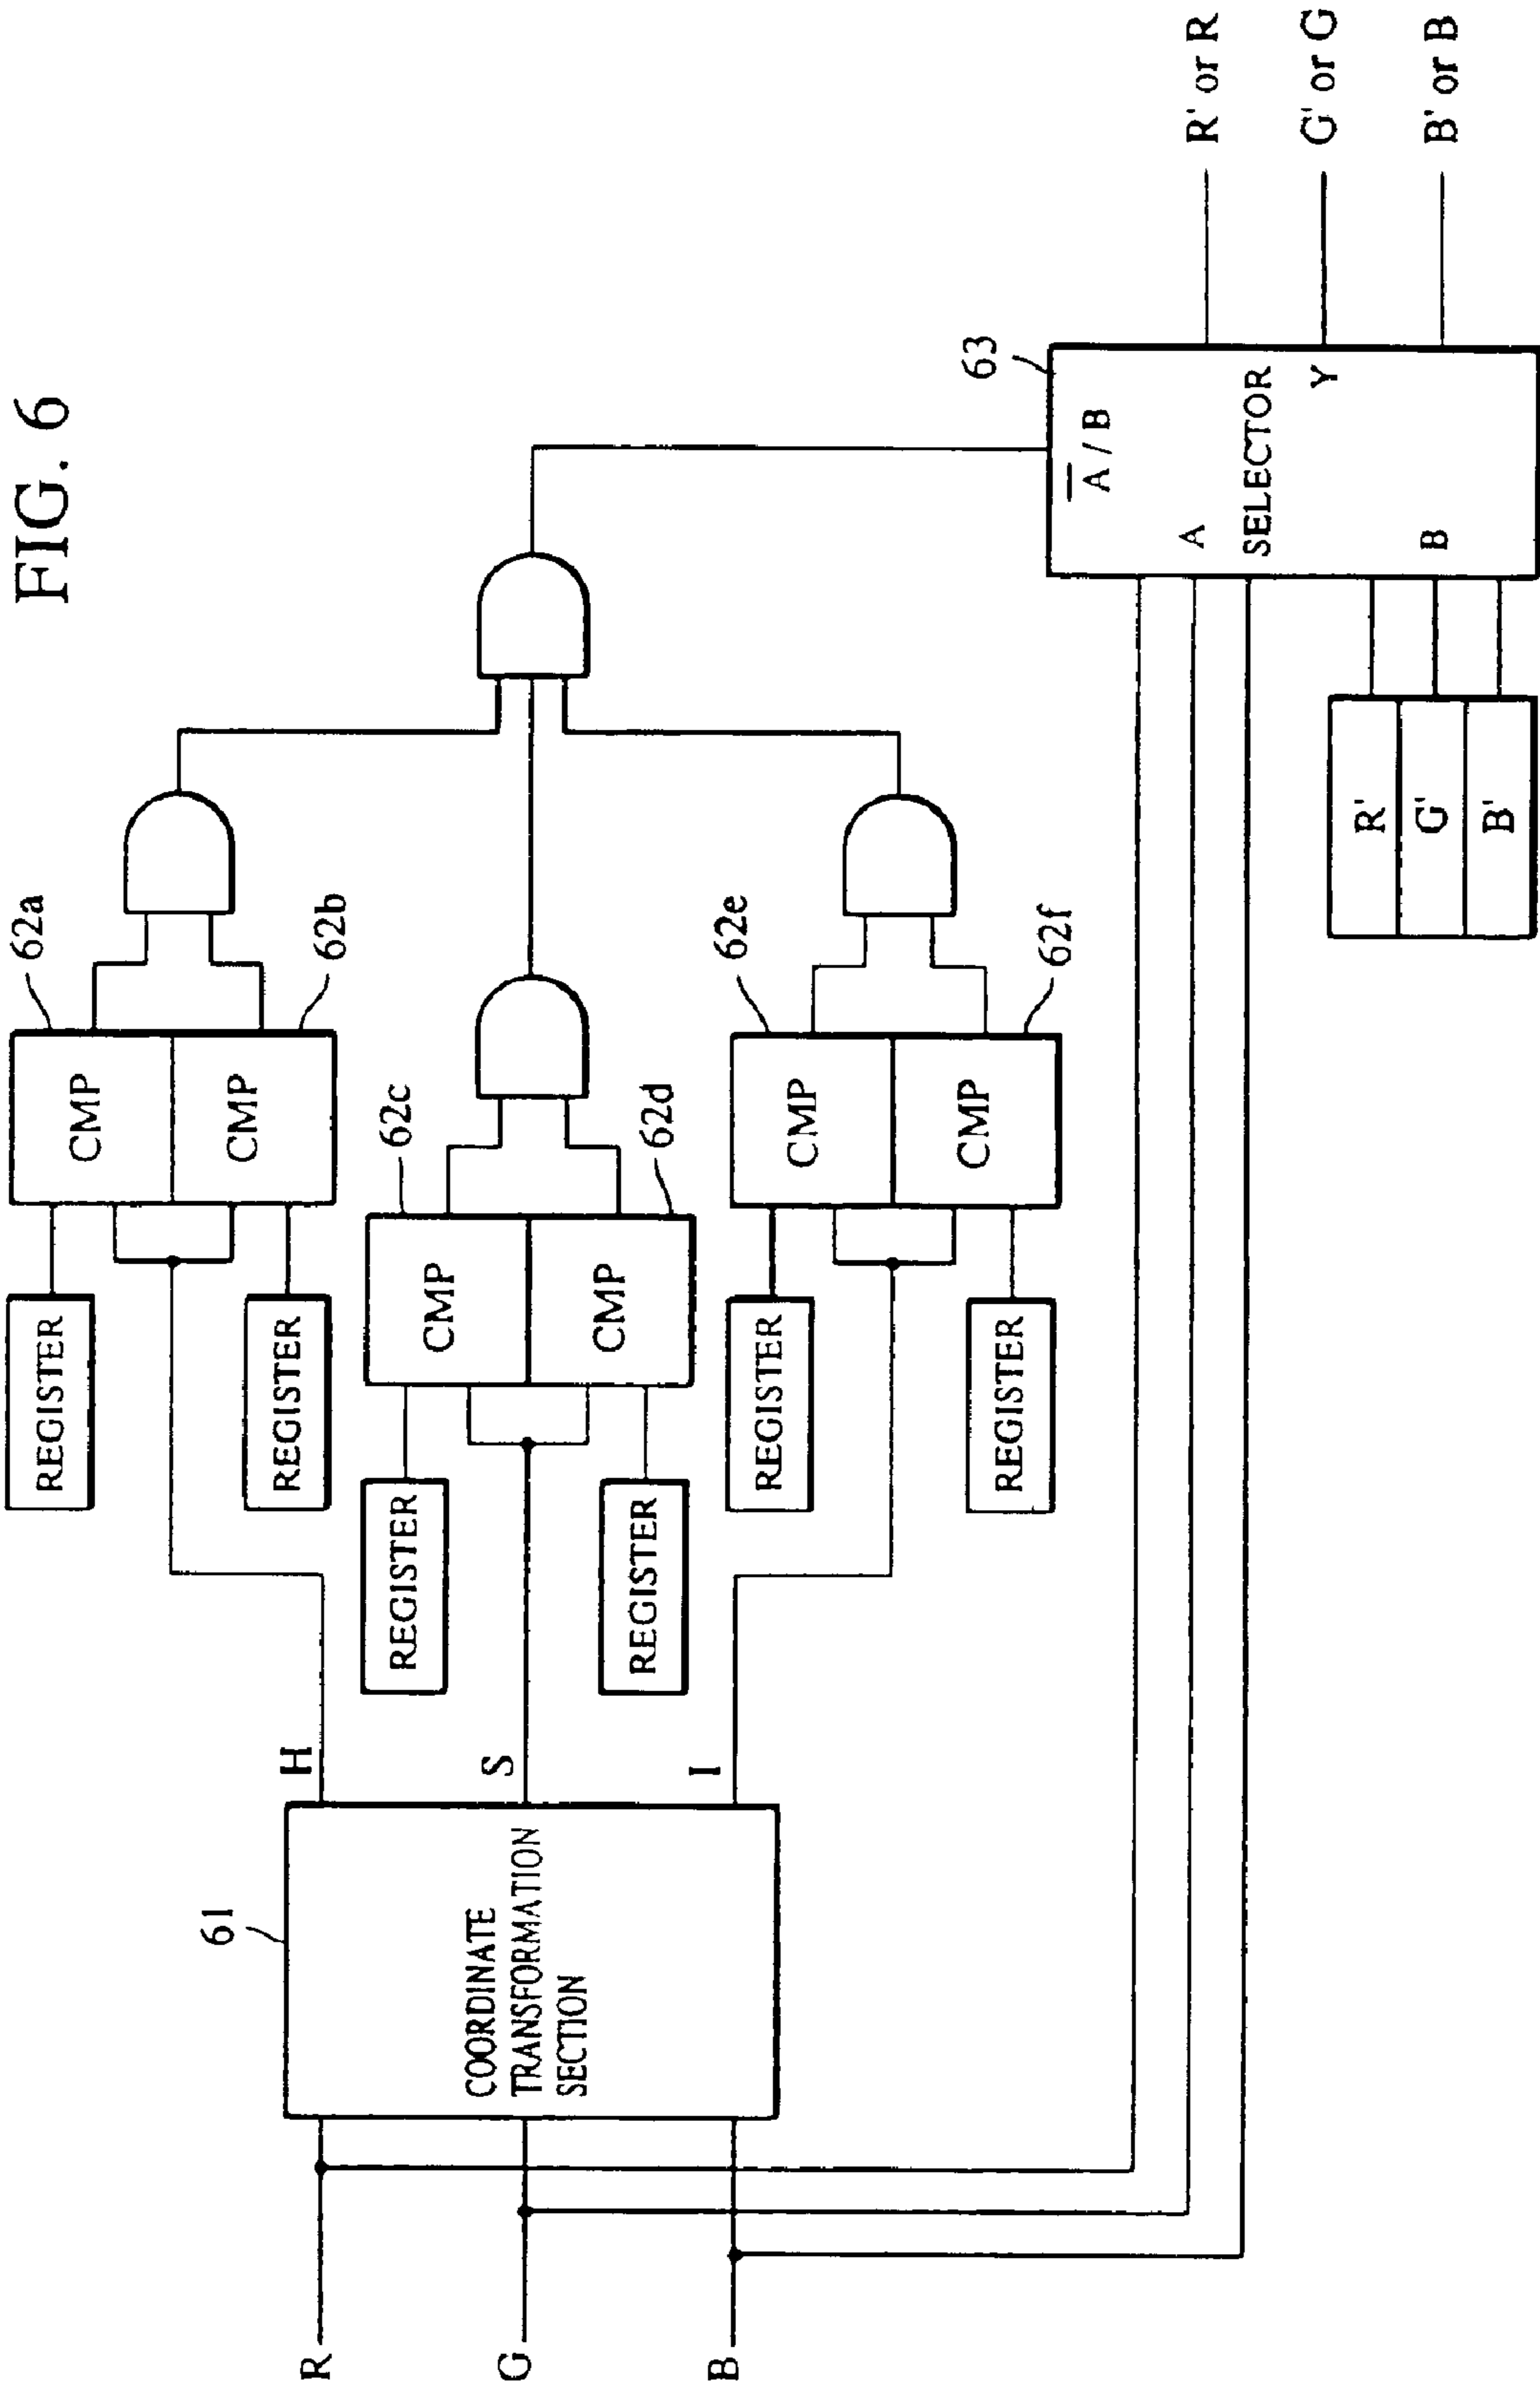 FIG. 6
R
G
B
61
COORDINATE
TRANSFORMATION
SECTION
H
S
I
REGISTER
REGISTER
REGISTER
REGISTER
REGISTER
REGISTER
CMP
CMP
62a
62b
CMP
CMP
62c
62d
CMP
CMP
62e
62f
R'
G'
B'
63
A̅ / B
A
SELECTOR
Y
B
R' or R
G' or G
B' or B